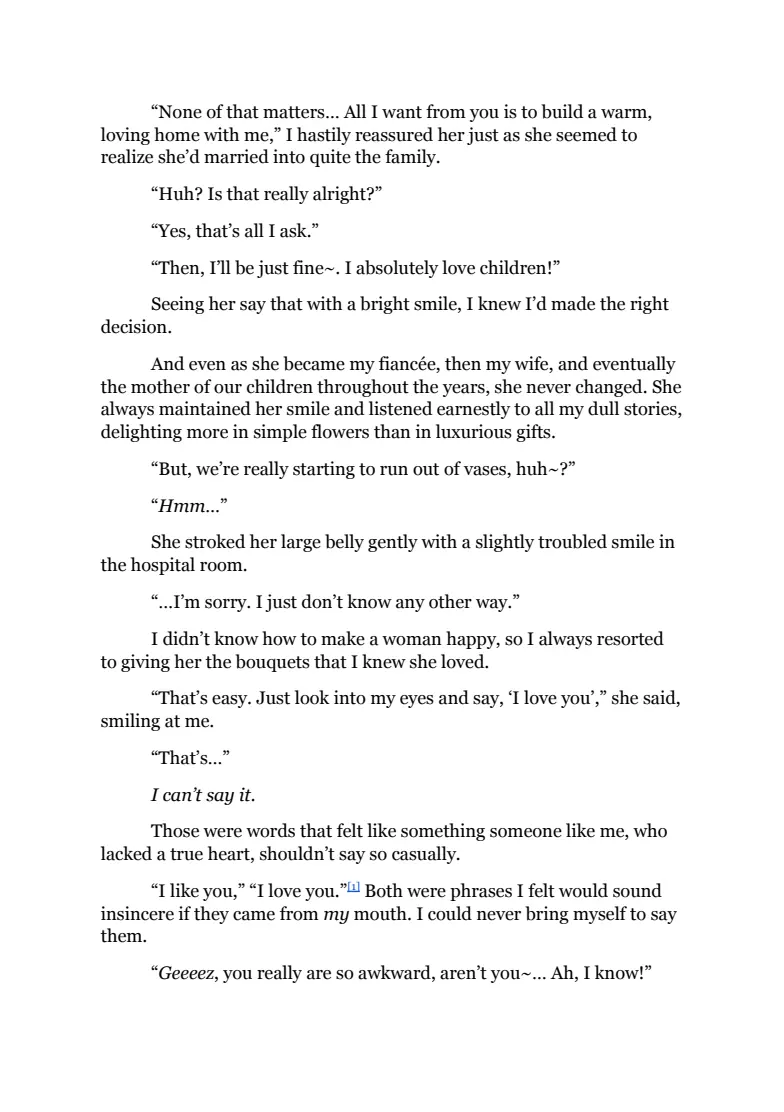 “None of that matters... All I want from you is to build a warm,
loving home with me,” I hastily reassured her just as she seemed to
realize she’d married into quite the family.
“Huh? Is that really alright?”
“Yes, that’s all I ask.”
“Then, I’ll be just fine~. I absolutely love children!”
Seeing her say that with a bright smile, I knew I’d made the right
decision.
And even as she became my fiancée, then my wife, and eventually
the mother of our children throughout the years, she never changed. She
always maintained her smile and listened earnestly to all my dull stories,
delighting more in simple flowers than in luxurious gifts.
“But, we’re really starting to run out of vases, huh~?”
“Hmm...”
She stroked her large belly gently with a slightly troubled smile in
the hospital room.
“...I’m sorry. I just don’t know any other way.”
I didn’t know how to make a woman happy, so I always resorted
to giving her the bouquets that I knew she loved.
“That’s easy. Just look into my eyes and say, ‘I love you’,” she said,
smiling at me.
“That’s...”
I can’t say it.
Those were words that felt like something someone like me, who
lacked a true heart, shouldn’t say so casually.
“I like you,” “I love you.”[1] Both were phrases I felt would sound
insincere if they came from my mouth. I could never bring myself to say
them.
“Geeeez, you really are so awkward, aren’t you~... Ah, I know!”